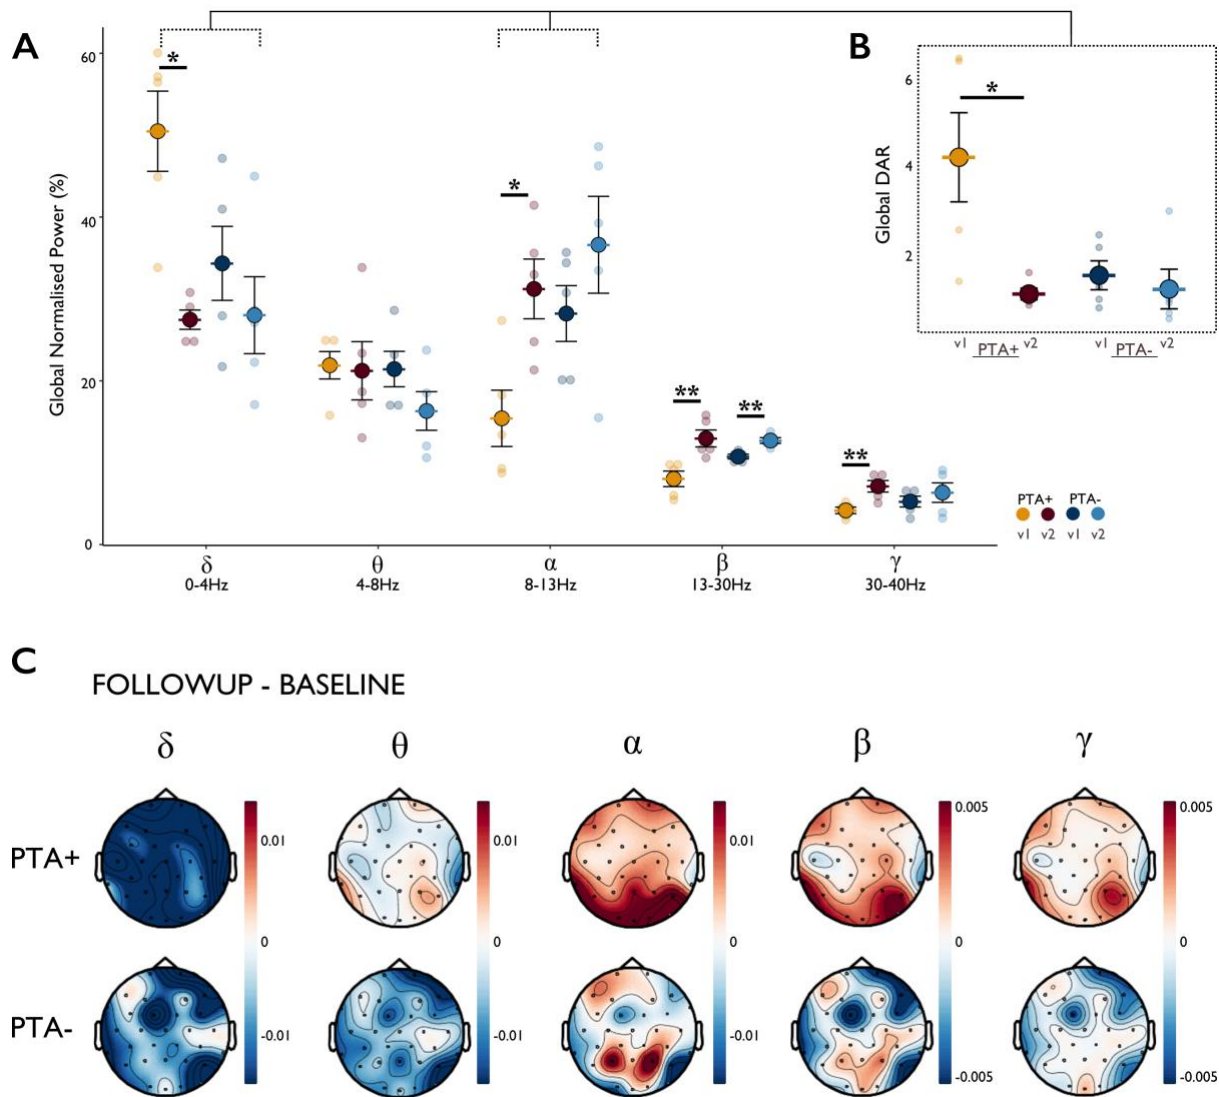 A
B
Global Normalised Power (%)
60
40
20
0
*
*
**
**
**
δ
θ
α
β
γ
0-4Hz
4-8Hz
8-13Hz
13-30Hz
30-40Hz
Global DAR
6
4
2
*
v1 PTA+ v2
v1 PTA- v2
PTA+ PTA-
v1 v2 v1 v2
C
FOLLOWUP - BASELINE
δ
θ
α
β
γ
PTA+
0.01
0.01
0.01
0.005
0.005
0
0
0
0
0
PTA-
-0.01
-0.01
-0.01
-0.005
-0.005